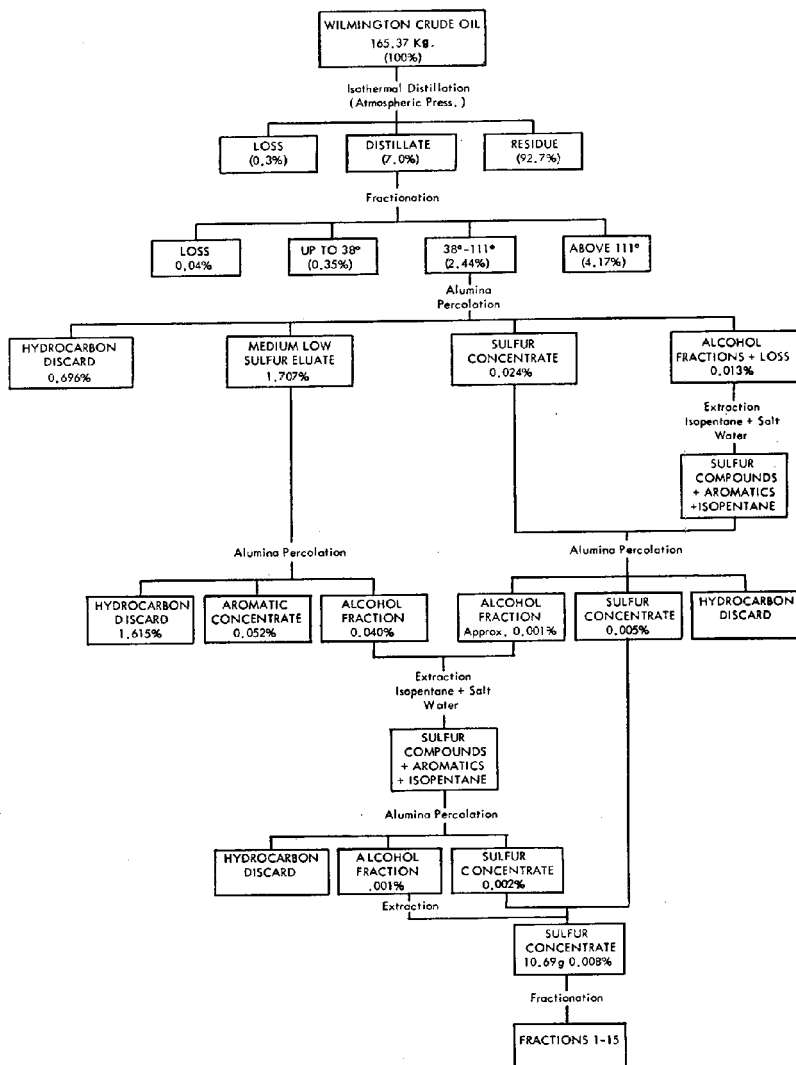 WILMINGTON CRUDE OIL
165.37 Kg.
(100%)
Isothermal Distillation
(Atmospheric Press.)
LOSS
(0.3%)
DISTILLATE
(7.0%)
RESIDUE
(92.7%)
Fractionation
LOSS
0.04%
UP TO 38°
(0.35%)
38°-111°
(2.44%)
ABOVE 111°
(4.17%)
Alumina
Percolation
HYDROCARBON
DISCARD
0.696%
MEDIUM LOW
SULFUR ELUATE
1.707%
SULFUR
CONCENTRATE
0.024%
ALCOHOL
FRACTIONS + LOSS
0.013%
Extraction
Isopentane + Salt
Water
SULFUR
COMPOUNDS
+ AROMATICS
+ISOPENTANE
Alumina Percolation
Alumina Percolation
HYDROCARBON
DISCARD
1.615%
AROMATIC
CONCENTRATE
0.052%
ALCOHOL
FRACTION
0.040%
ALCOHOL
FRACTION
Approx. 0.001%
SULFUR
CONCENTRATE
0.005%
HYDROCARBON
DISCARD
Extraction
Isopentane + Salt
Water
SULFUR
COMPOUNDS
+ AROMATICS
+ ISOPENTANE
Alumina Percolation
HYDROCARBON
DISCARD
ALCOHOL
FRACTION
.001%
SULFUR
CONCENTRATE
0.002%
Extraction
SULFUR
CONCENTRATE
10.69g 0.008%
Fractionation
FRACTIONS 1-15